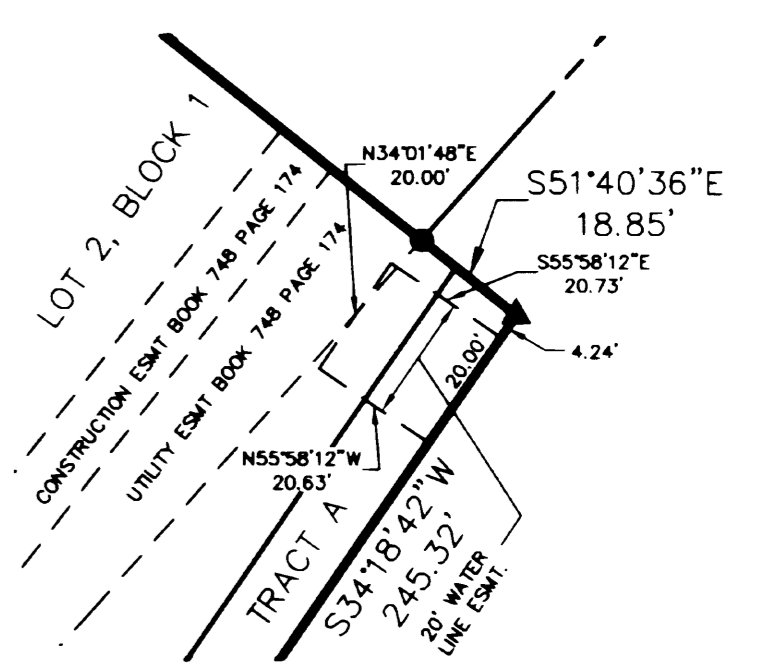 LOT 2, BLOCK 1
CONSTRUCTION ESMT BOOK 748 PAGE 174
UTILITY ESMT BOOK 748 PAGE 174
N34°01'48"E
20.00'
S51°40'36"E
18.85'
S55°58'12"E
20.73'
4.24'
20.00'
N55°58'12"W
20.63'
TRACT A
S34°18'42"W
245.32'
20' WATER
LINE ESMT.